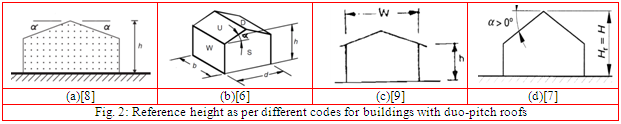 α α h
U D α W S h b d
W h
α>0° Hr = H
(a)[8] (b)[6] (c)[9] (d)[7]
Fig. 2: Reference height as per different codes for buildings with duo-pitch roofs